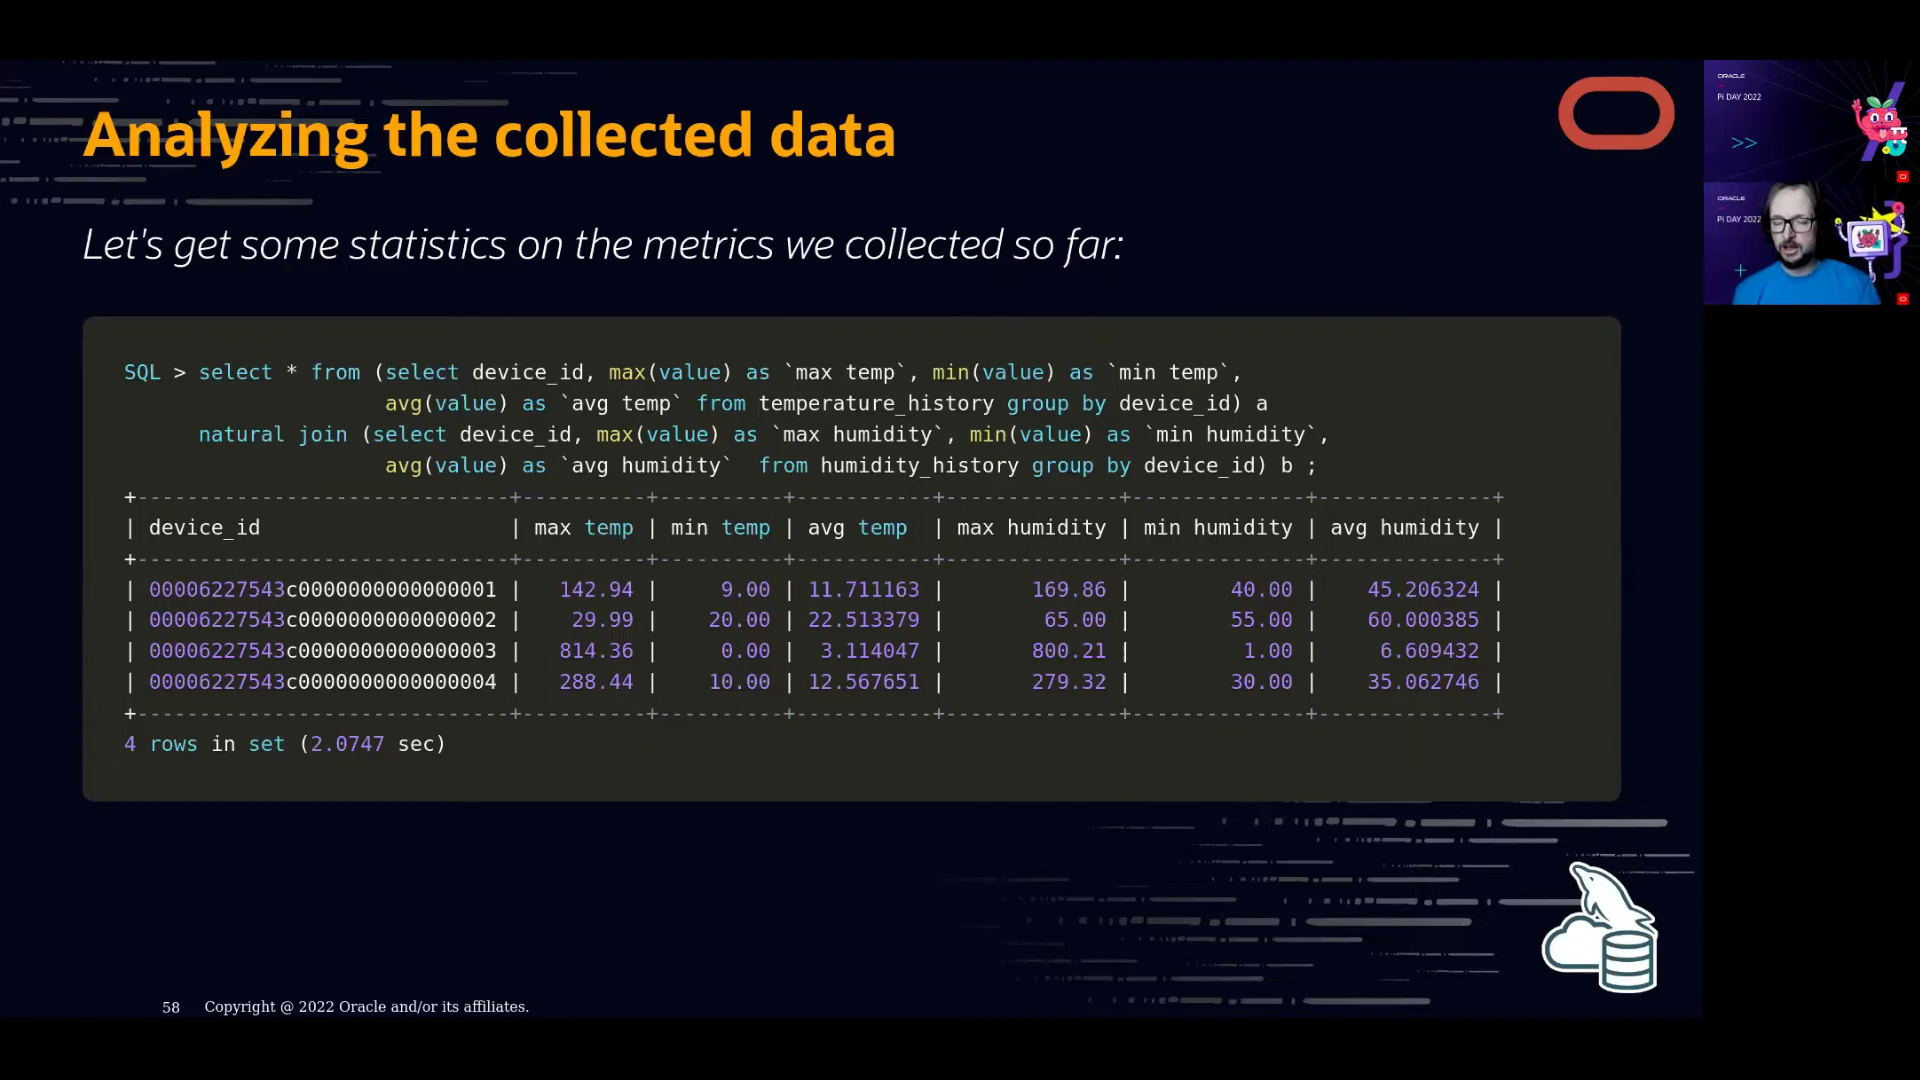 Analyzing the collected data
Let's get some statistics on the metrics we collected so far:
SQL > select * from (select device_id, max(value) as `max temp`, min(value) as `min temp`,
avg(value) as `avg temp` from temperature_history group by device_id) a
natural join (select device_id, max(value) as `max humidity`, min(value) as `min humidity`,
avg(value) as `avg humidity`  from humidity_history group by device_id) b ;
+------------------------------+----------+----------+-----------+--------------+--------------+--------------+
| device_id                    | max temp | min temp | avg temp  | max humidity | min humidity | avg humidity |
+------------------------------+----------+----------+-----------+--------------+--------------+--------------+
| 00006227543c0000000000000001 |   142.94 |     9.00 | 11.711163 |       169.86 |        40.00 |    45.206324 |
| 00006227543c0000000000000002 |    29.99 |    20.00 | 22.513379 |        65.00 |        55.00 |    60.000385 |
| 00006227543c0000000000000003 |   814.36 |     0.00 |  3.114047 |       800.21 |         1.00 |     6.609432 |
| 00006227543c0000000000000004 |   288.44 |    10.00 | 12.567651 |       279.32 |        30.00 |    35.062746 |
+------------------------------+----------+----------+-----------+--------------+--------------+--------------+
4 rows in set (2.0747 sec)
58 Copyright @ 2022 Oracle and/or its affiliates.
ORACLE
Pi DAY 2022
>>
ORACLE
Pi DAY 2022
+